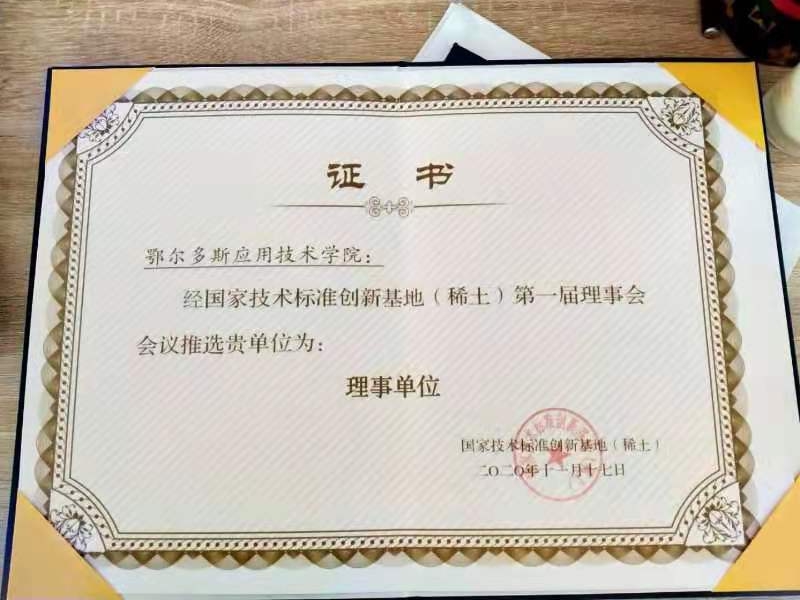 证书
鄂尔多斯应用技术学院：
经国家技术标准创新基地（稀土）第一届理事会
会议推选贵单位为：
理事单位
国家技术标准创新基地（稀土）
二〇二〇年十一月十七日